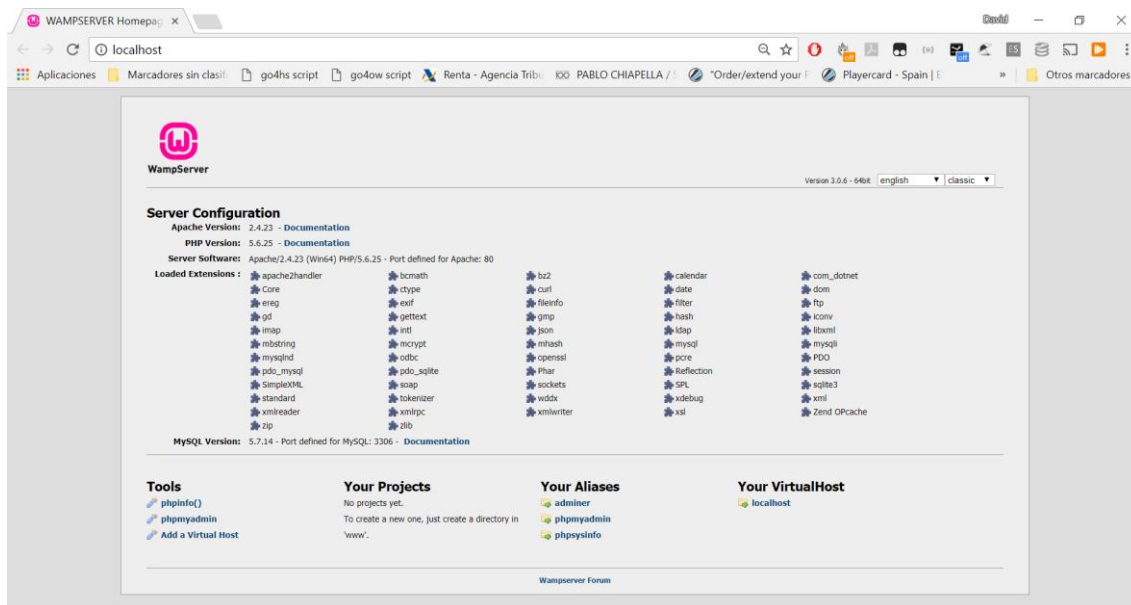 WAMPSERVER Homepag
David
localhost
Aplicaciones Marcadores sin clasifi go4hs script go4ow script Renta - Agencia Tribu PABLO CHIAPELLA / "Order/extend your Playercard - Spain | E » Otros marcadores
WampServer
Version 3.0.6 - 64bit english classic
Server Configuration
Apache Version: 2.4.23 - Documentation
PHP Version: 5.6.25 - Documentation
Server Software: Apache/2.4.23 (Win64) PHP/5.6.25 - Port defined for Apache: 80
Loaded Extensions : apache2handler bcmath bz2 calendar com_dotnet
Core ctype curl date dom
ereg exif fileinfo filter ftp
gd gettext gmp hash iconv
imap intl json ldap libxml
mbstring mcrypt mhash mysql mysqli
mysqlnd odbc openssl pcre PDO
pdo_mysql pdo_sqlite Phar Reflection session
SimpleXML soap sockets SPL sqlite3
standard tokenizer wddx xdebug xml
xmlreader xmlrpc xmlwriter xsl Zend OPcache
zip zlib
MySQL Version: 5.7.14 - Port defined for MySQL: 3306 - Documentation
Tools Your Projects Your Aliases Your VirtualHost
phpinfo() No projects yet. adminer localhost
phpmyadmin To create a new one, just create a directory in phpmyadmin
Add a Virtual Host 'www'. phpsysinfo
Wampserver Forum